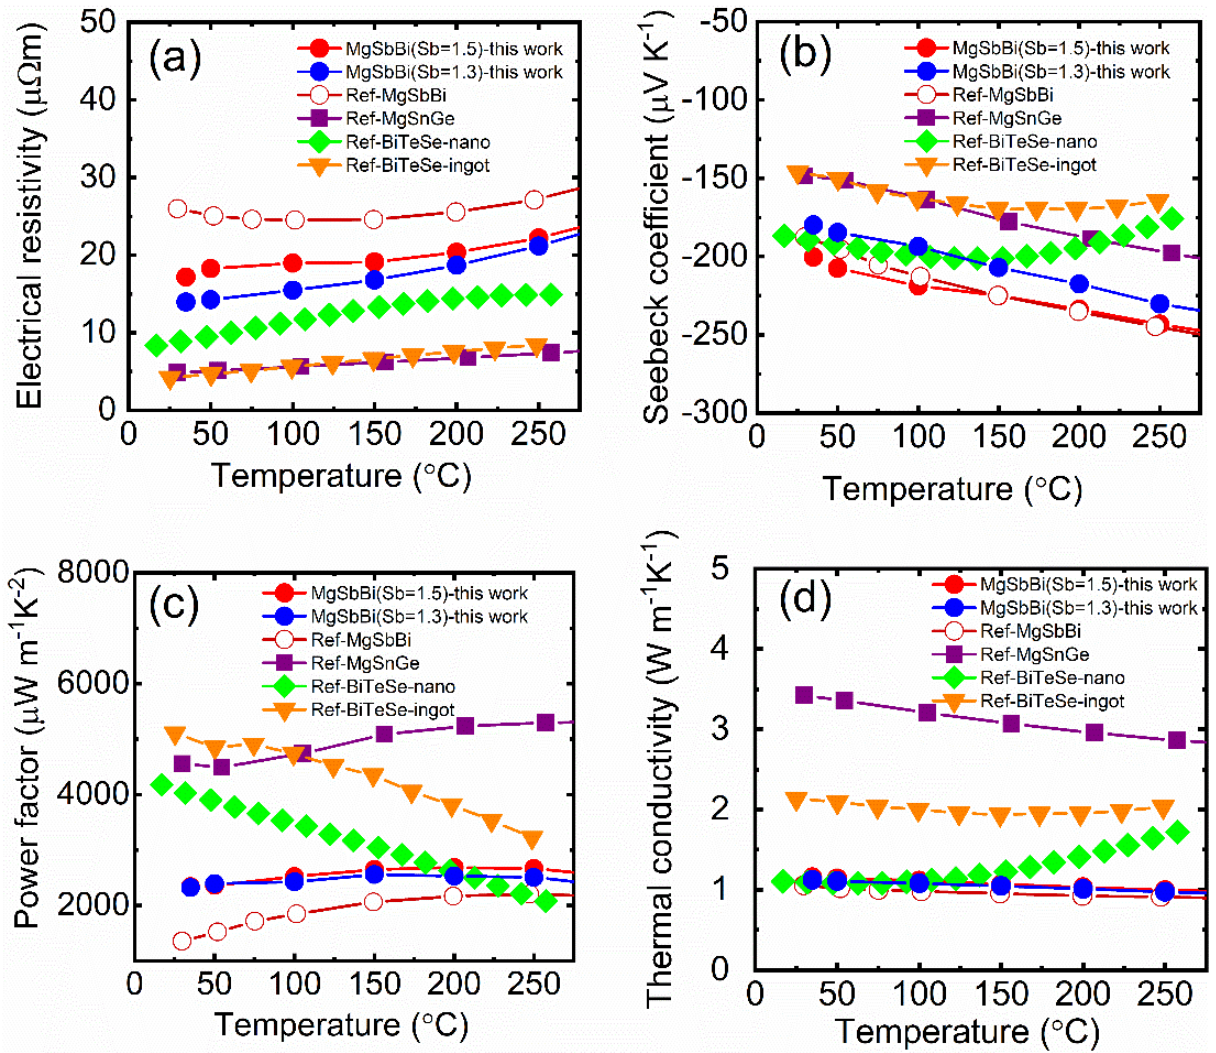 (a)
Electrical resistivity (μΩm)
50
40
30
20
10
0
MgSbBi(Sb=1.5)-this work
MgSbBi(Sb=1.3)-this work
Ref-MgSbBi
Ref-MgSnGe
Ref-BiTeSe-nano
Ref-BiTeSe-ingot
0 50 100 150 200 250
Temperature (°C)
(b)
Seebeck coefficient (μV K⁻¹)
-50
-100
-150
-200
-250
-300
MgSbBi(Sb=1.5)-this work
MgSbBi(Sb=1.3)-this work
Ref-MgSbBi
Ref-MgSnGe
Ref-BiTeSe-nano
Ref-BiTeSe-ingot
0 50 100 150 200 250
Temperature (°C)
(c)
Power factor (μW m⁻¹K⁻²)
8000
6000
4000
2000
MgSbBi(Sb=1.5)-this work
MgSbBi(Sb=1.3)-this work
Ref-MgSbBi
Ref-MgSnGe
Ref-BiTeSe-nano
Ref-BiTeSe-ingot
0 50 100 150 200 250
Temperature (°C)
(d)
Thermal conductivity (W m⁻¹K⁻¹)
5
4
3
2
1
0
MgSbBi(Sb=1.5)-this work
MgSbBi(Sb=1.3)-this work
Ref-MgSbBi
Ref-MgSnGe
Ref-BiTeSe-nano
Ref-BiTeSe-ingot
0 50 100 150 200 250
Temperature (°C)